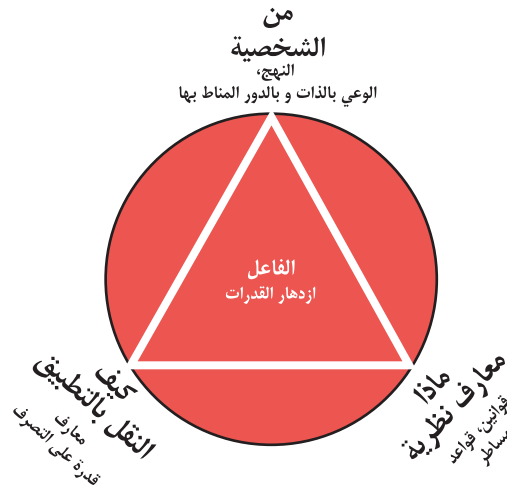 من
الشخصية
النهج،
الوعي بالذات و بالدور المناط بها
الفاعل
ازدهار القدرات
ماذا
معارف نظرية
قوانين، قواعد
كيف
النقل بالتطبيق
معارف
قدرة على التصرف